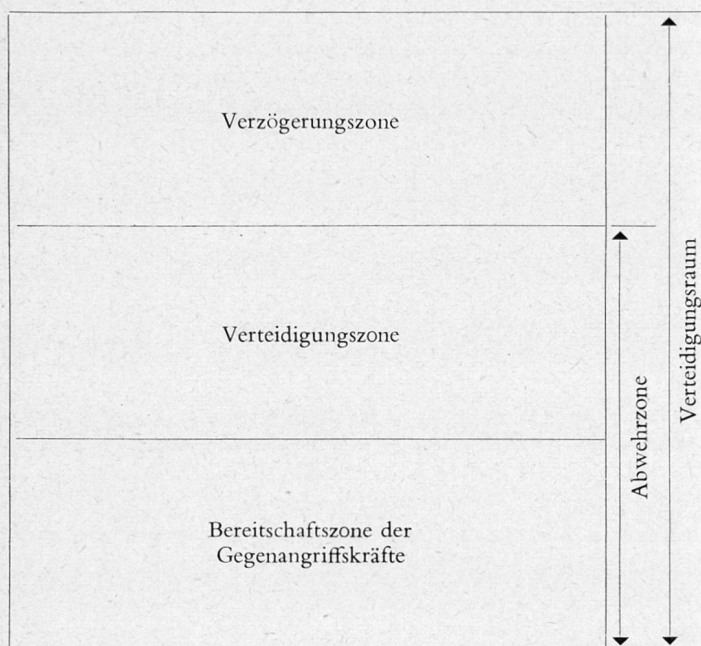 Verzögerungszone
Verteidigungszone
Bereitschaftszone der
Gegenangriffskräfte
Abwehrzone
Verteidigungsraum